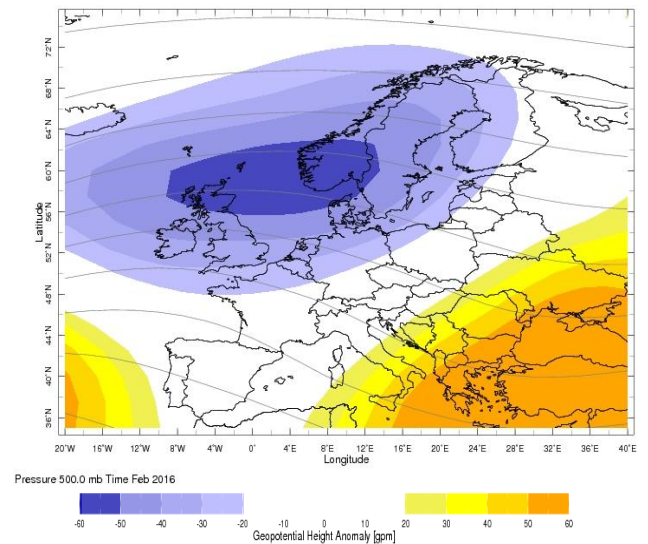 72°N
68°N
64°N
60°N
56°N
52°N
48°N
44°N
40°N
36°N
Latitude
20°W 16°W 12°W 8°W 4°W 0° 4°E 8°E 12°E 16°E 20°E 24°E 28°E 32°E 36°E 40°E
Longitude
Pressure 500.0 mb Time Feb 2016
-60 -50 -40 -30 -20 -10 0 10 20 30 40 50 60
Geopotential Height Anomaly [gpm]